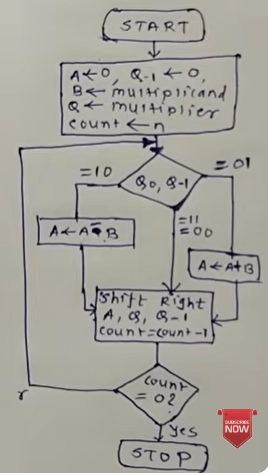 START
A←0, Q-1 ←0,
B← multiplicand
Q← multiplier
count ←n
=10
=01
Q0, Q-1
=11
=00
A←A-B
A←A+B
Shift Right
A, Q, Q-1
count=count-1
count
=0?
Yes
STOP
SUBSCRIBE
NOW